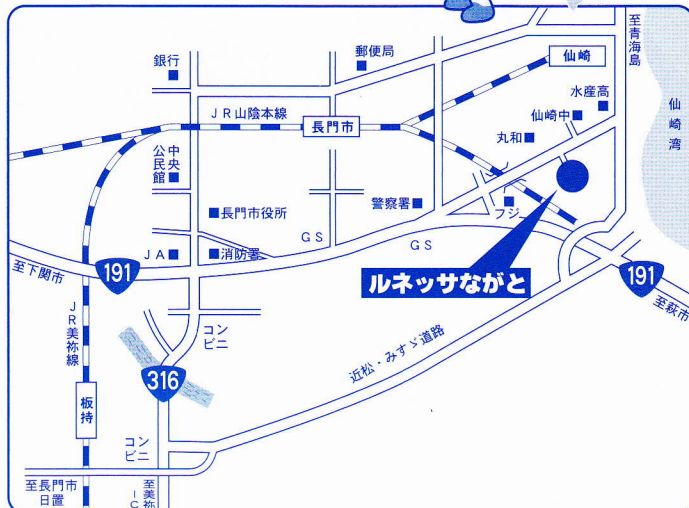 至青海島
郵便局
銀行
仙崎
水産高
仙崎湾
仙崎中
JR山陰本線
長門市
丸和
中央
公民館
警察署
フジ
長門市役所
GS
GS
JA
消防署
191
至下関市
ルネッサながと
191
至萩市
JR美祢線
コン
ビニ
近松・みすゞ道路
316
板持
コン
ビニ
至長門市
日置
至美祢
IC